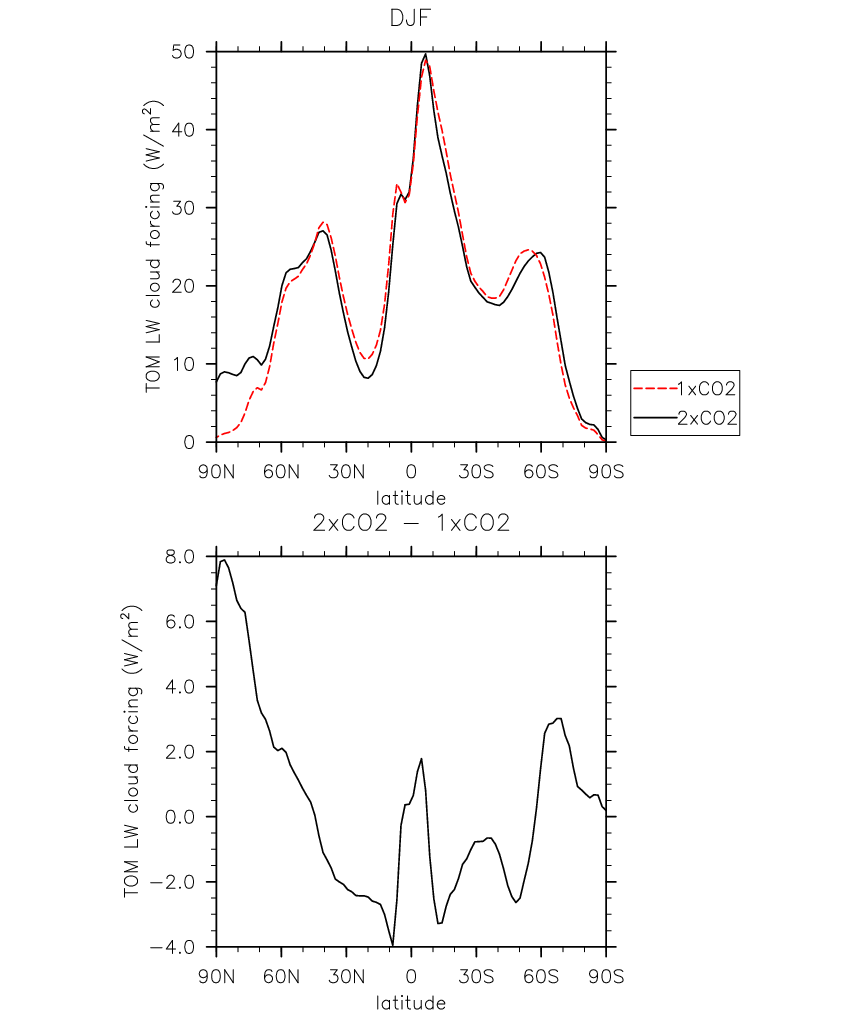 DJF
TOM LW cloud forcing (W/m²)
50
40
30
20
10
0
90N 60N 30N 0 30S 60S 90S
latitude
1xCO2
2xCO2
2xCO2 − 1xCO2
TOM LW cloud forcing (W/m²)
8.0
6.0
4.0
2.0
0.0
−2.0
−4.0
90N 60N 30N 0 30S 60S 90S
latitude